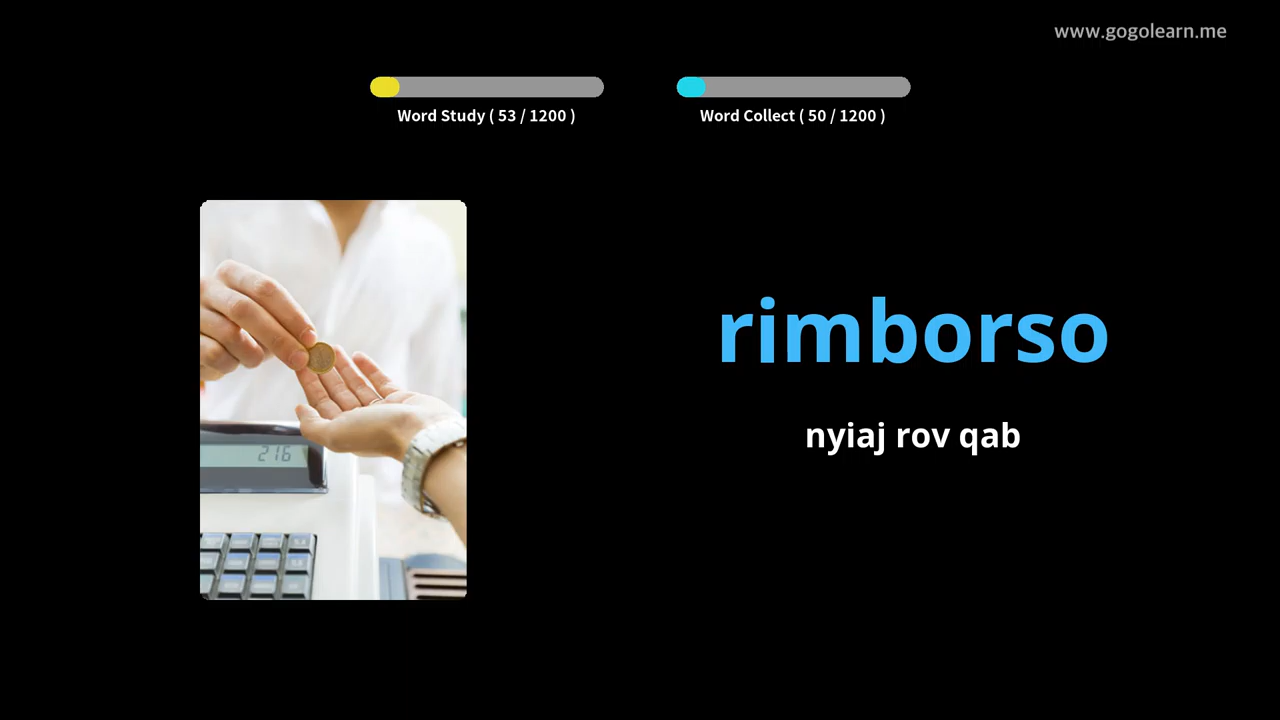 www.gogolearn.me
Word Study ( 53 / 1200 )
Word Collect ( 50 / 1200 )
rimborso
nyiaj rov qab
216